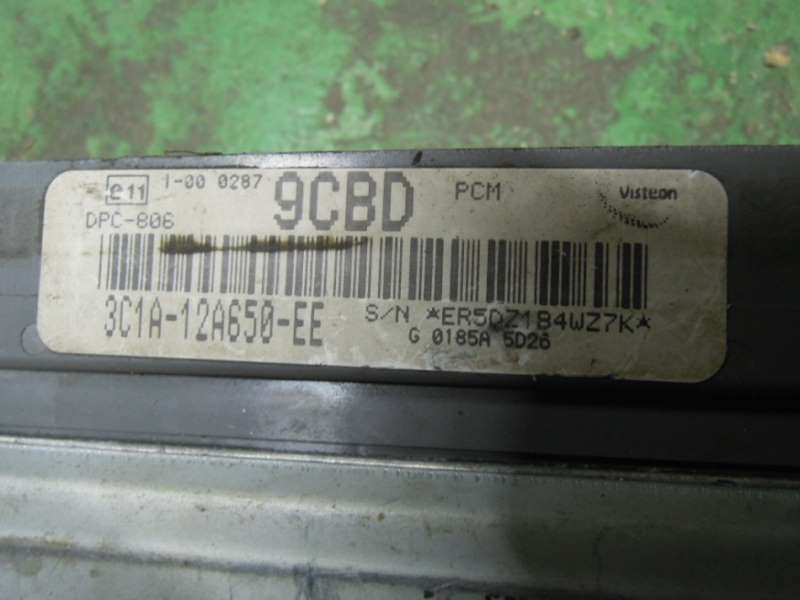 e11 1-00 0287 9CBD PCM Visteon
DPC-806
3C1A-12A650-EE S/N *ER5DZ1B4WZ7K*
G 0185A 5D26